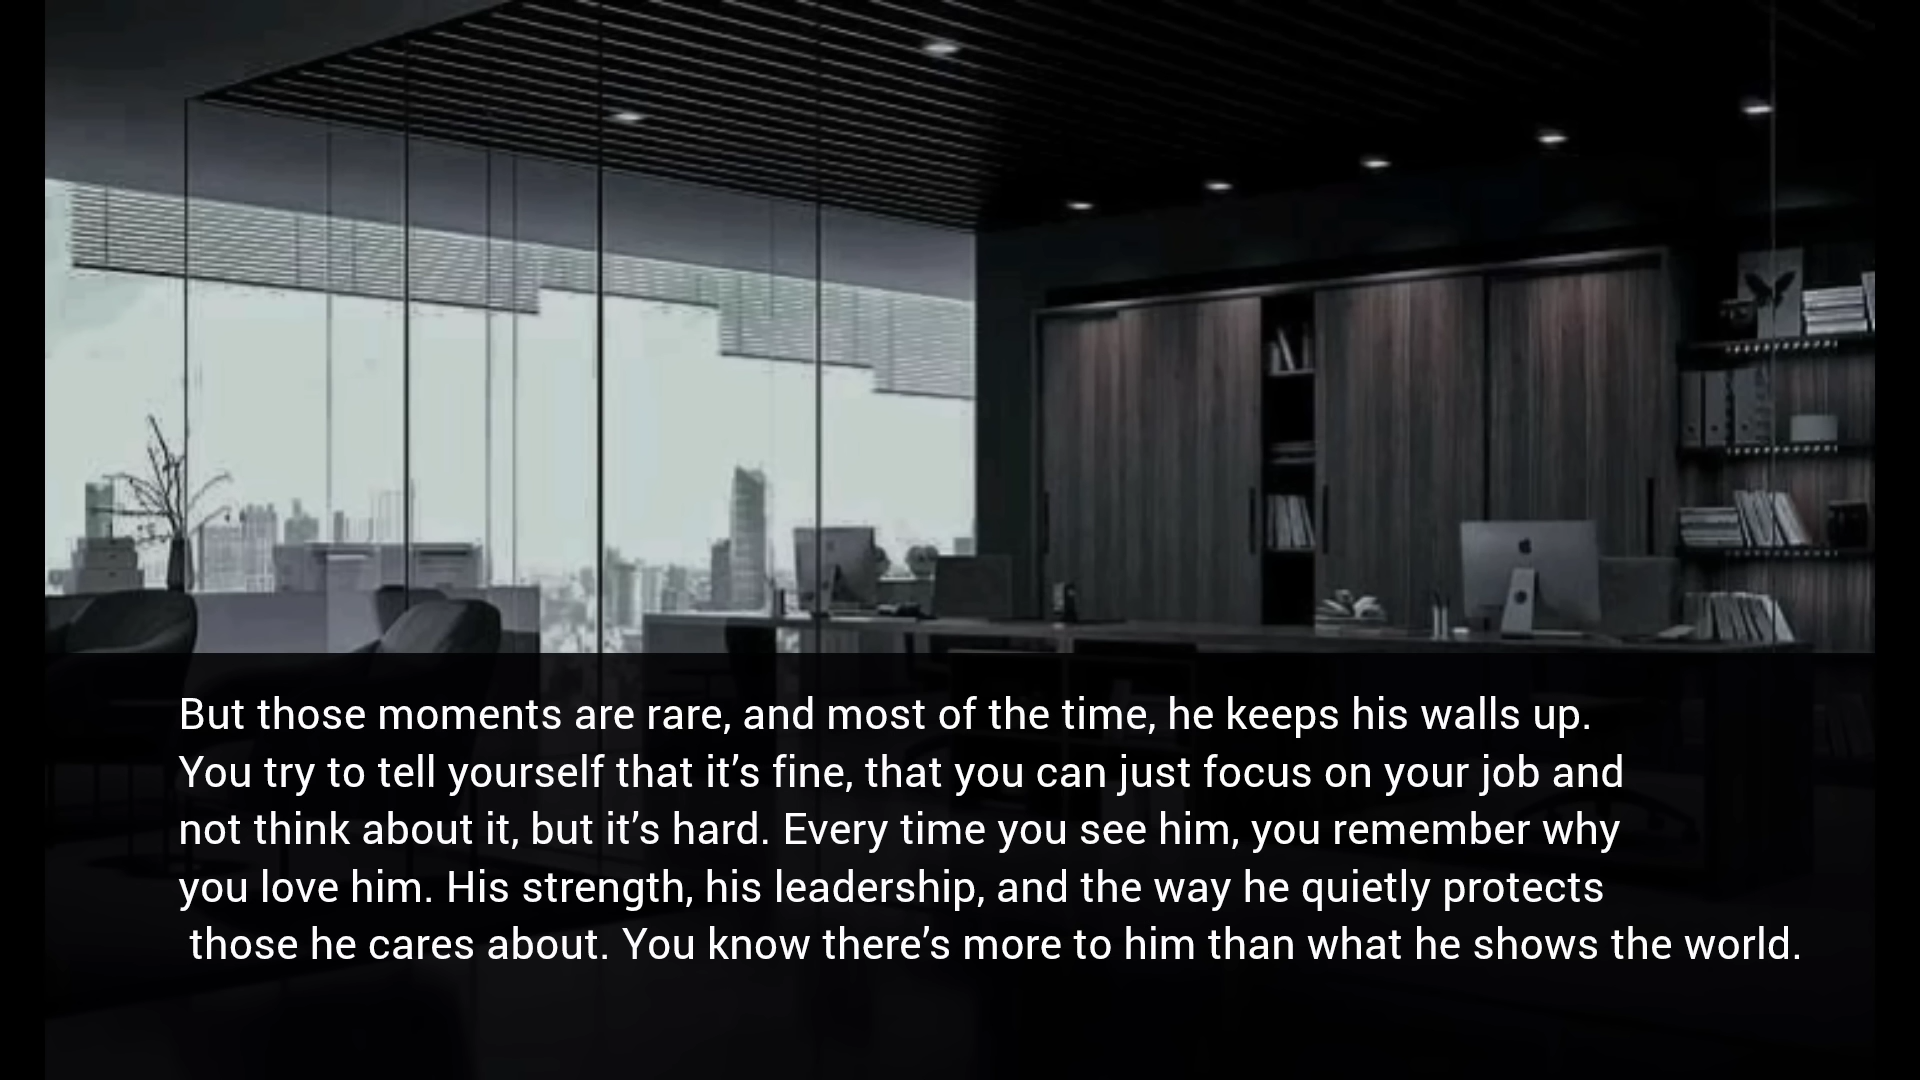 But those moments are rare, and most of the time, he keeps his walls up.
You try to tell yourself that it’s fine, that you can just focus on your job and
not think about it, but it’s hard. Every time you see him, you remember why
you love him. His strength, his leadership, and the way he quietly protects
those he cares about. You know there’s more to him than what he shows the world.